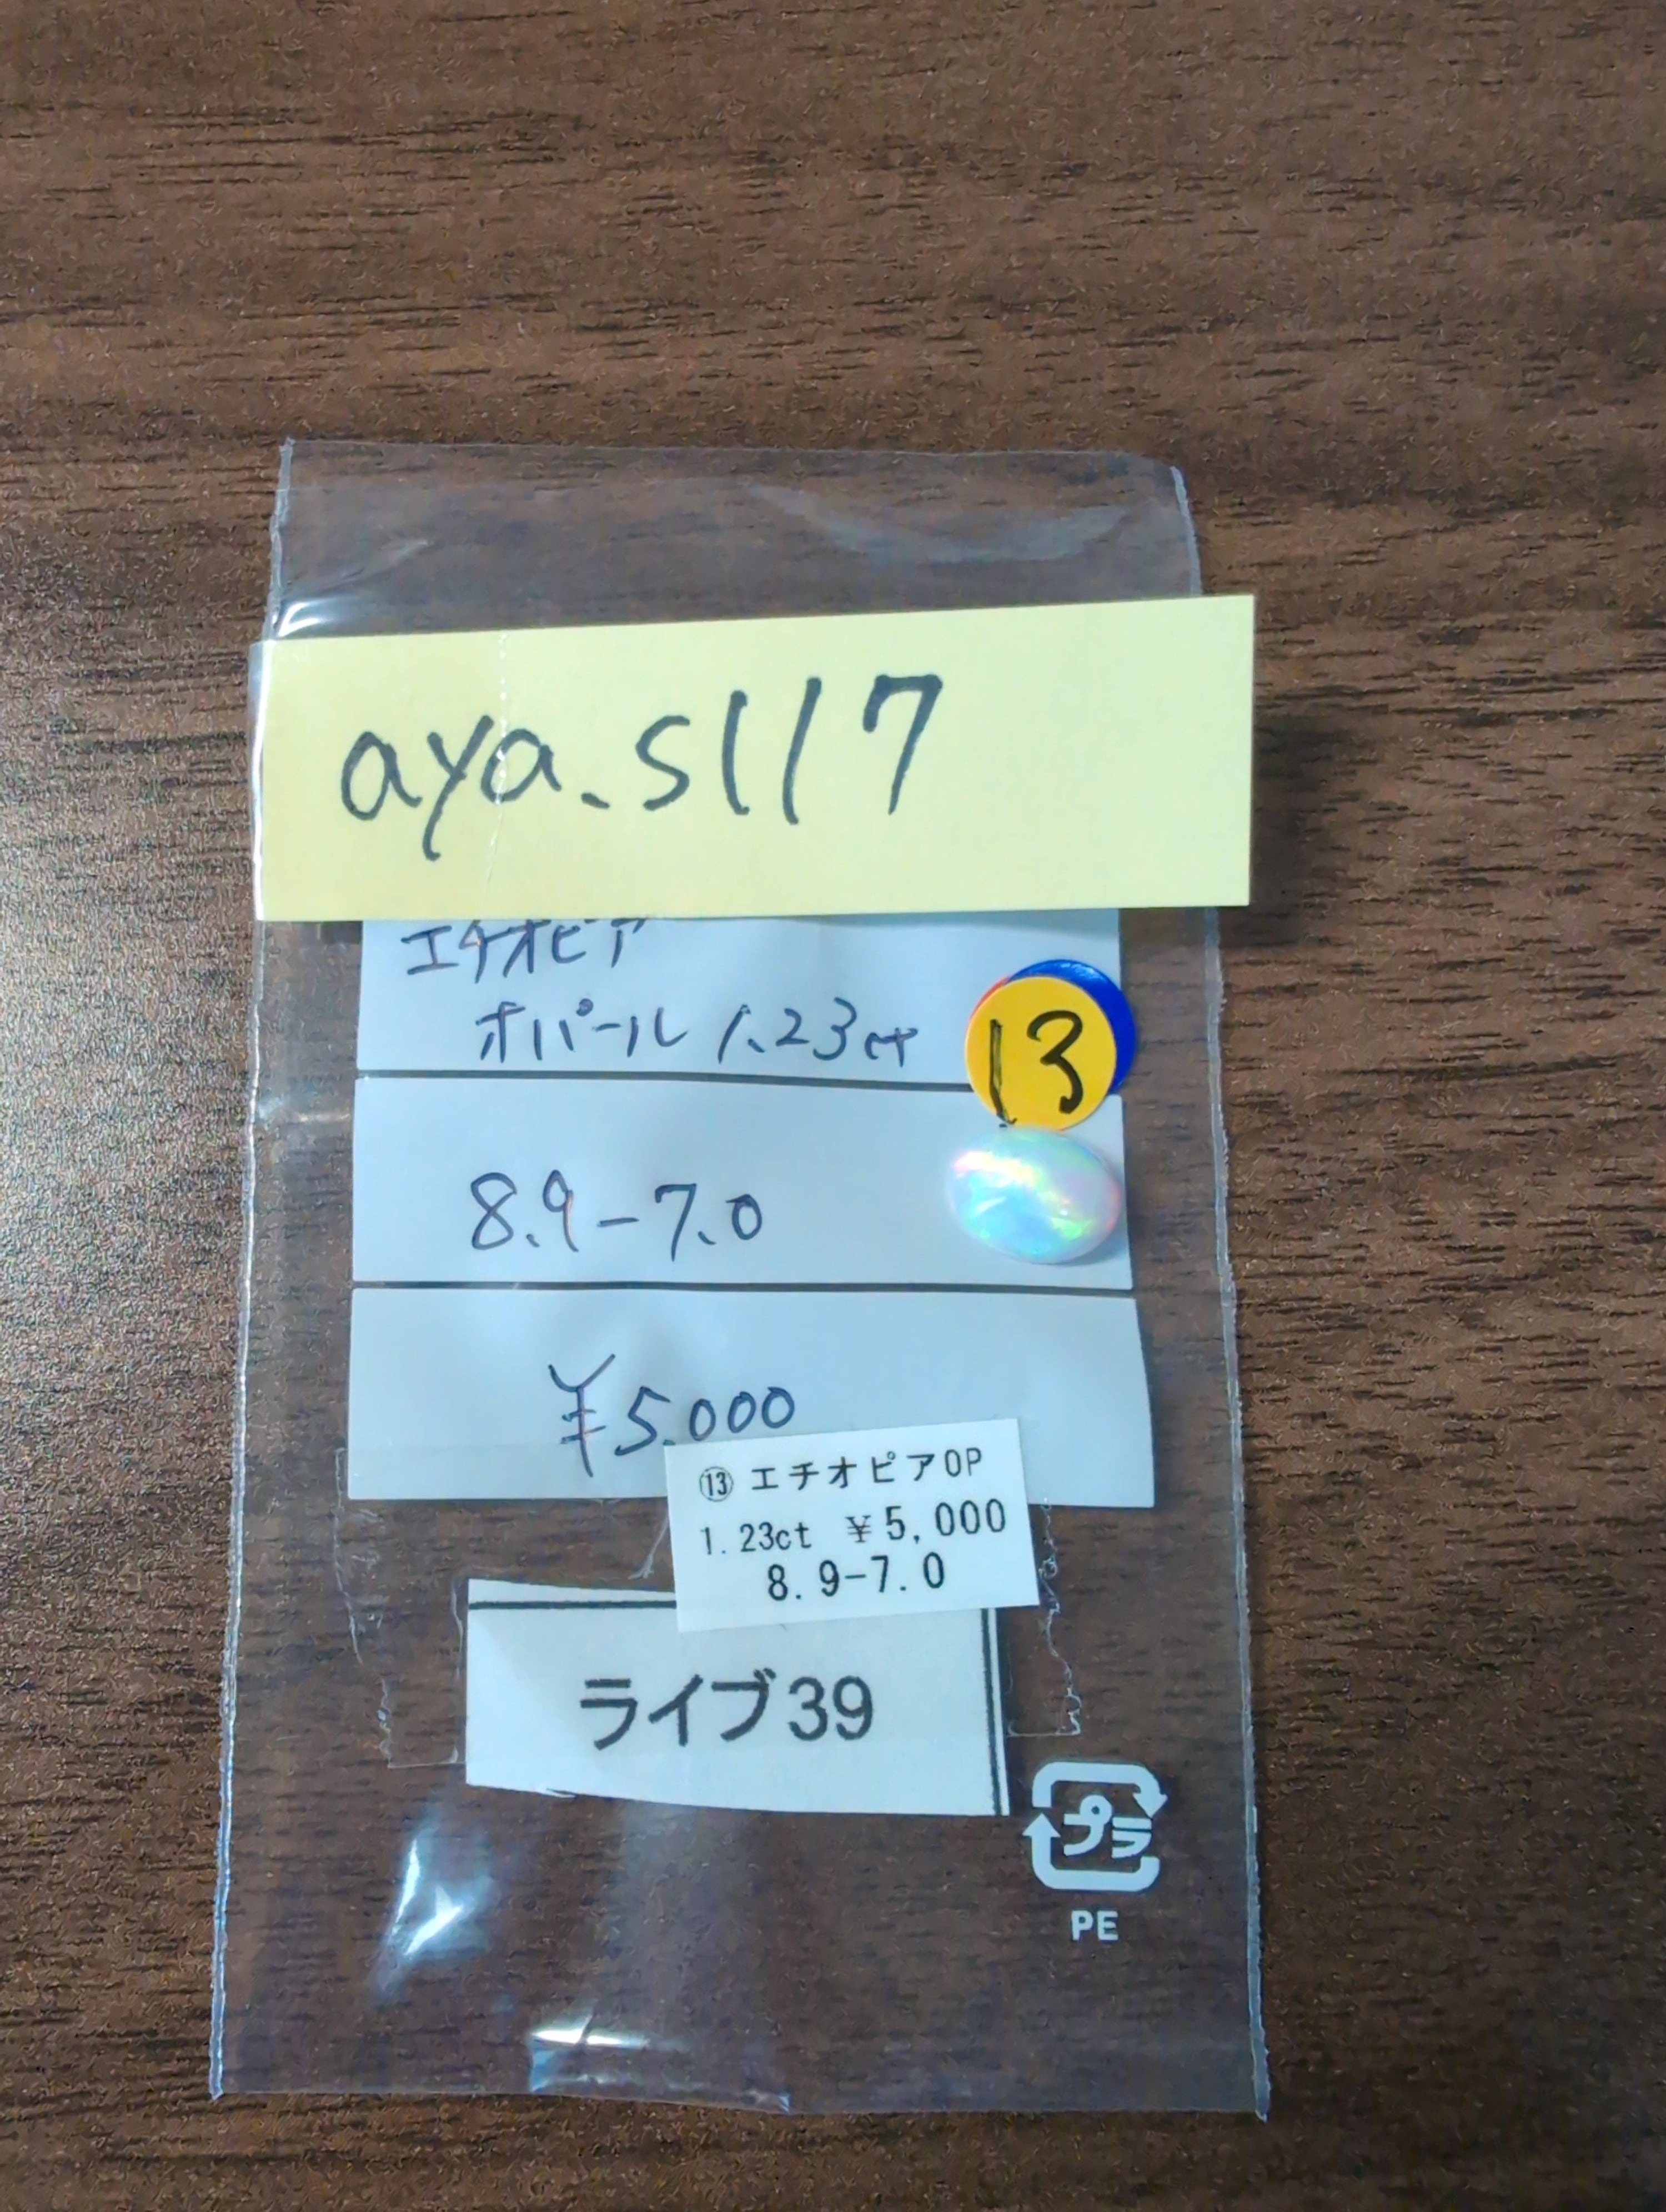 aya.s117
エチオピア
オパール 1.23ct
13
8.9-7.0
¥5.000
⑬ エチオピアOP
1.23ct ¥5,000
8.9-7.0
ライブ39
プラ
PE